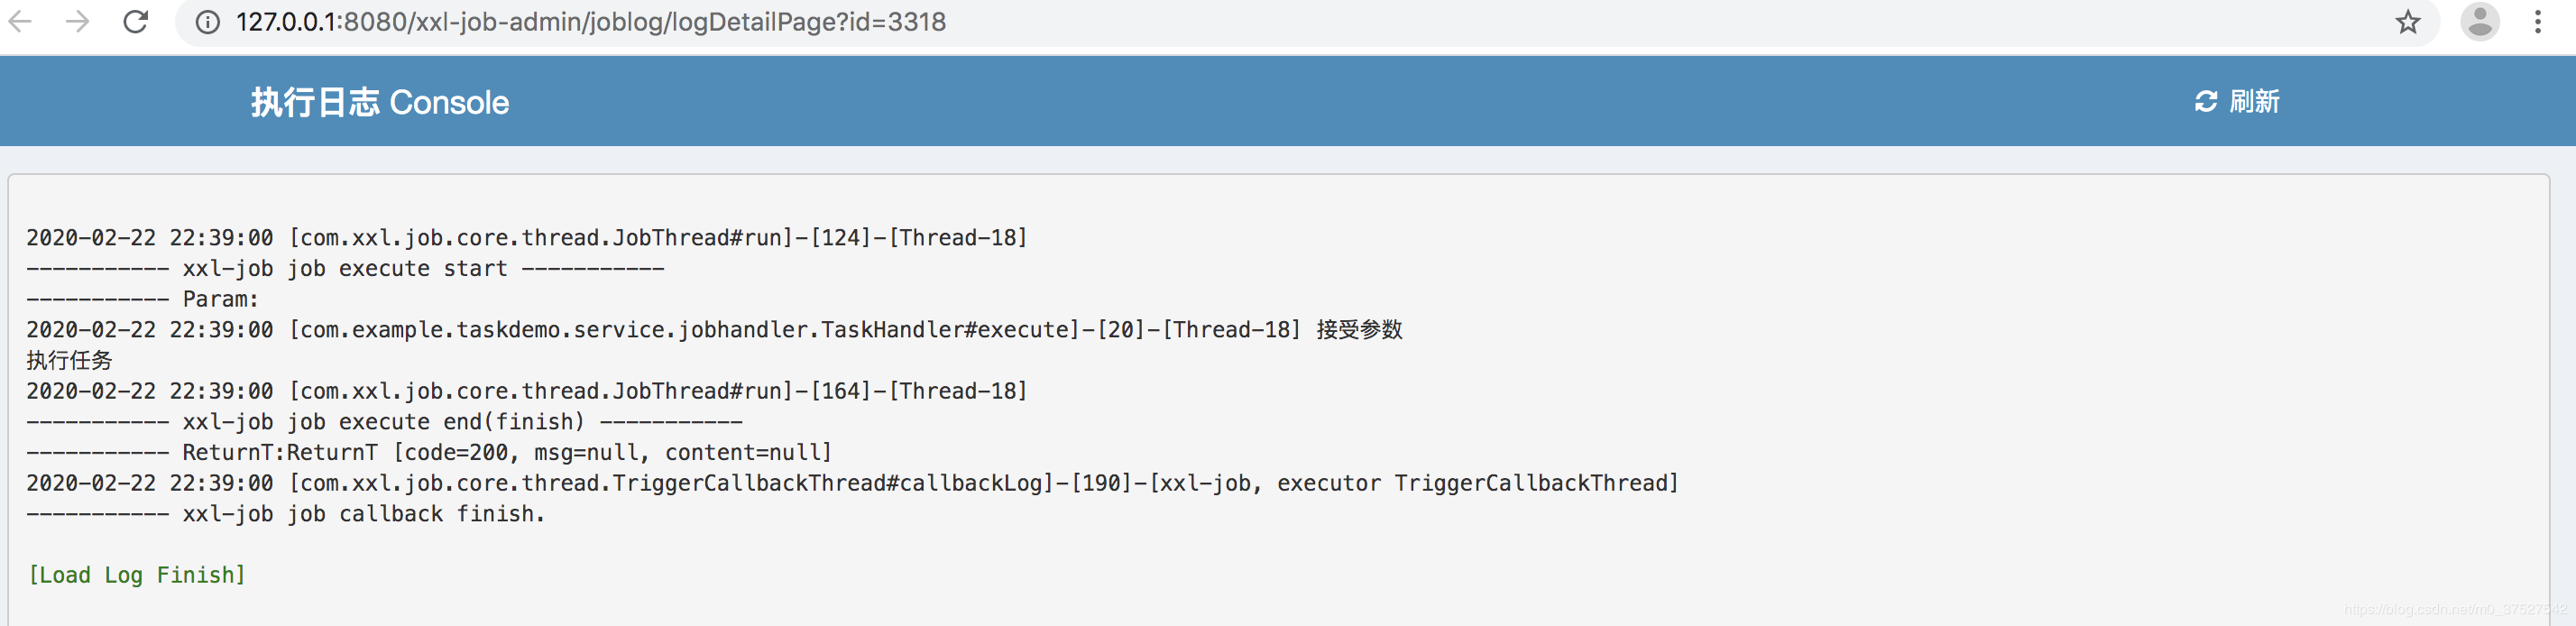 127.0.0.1:8080/xxl-job-admin/joblog/logDetailPage?id=3318
执行日志 Console
刷新
2020-02-22 22:39:00 [com.xxl.job.core.thread.JobThread#run]-[124]-[Thread-18]
----------- xxl-job job execute start -----------
----------- Param:
2020-02-22 22:39:00 [com.example.taskdemo.service.jobhandler.TaskHandler#execute]-[20]-[Thread-18] 接受参数
执行任务
2020-02-22 22:39:00 [com.xxl.job.core.thread.JobThread#run]-[164]-[Thread-18]
----------- xxl-job job execute end(finish) -----------
----------- ReturnT:ReturnT [code=200, msg=null, content=null]
2020-02-22 22:39:00 [com.xxl.job.core.thread.TriggerCallbackThread#callbackLog]-[190]-[xxl-job, executor TriggerCallbackThread]
----------- xxl-job job callback finish.
[Load Log Finish]
https://blog.csdn.net/m0_37527542